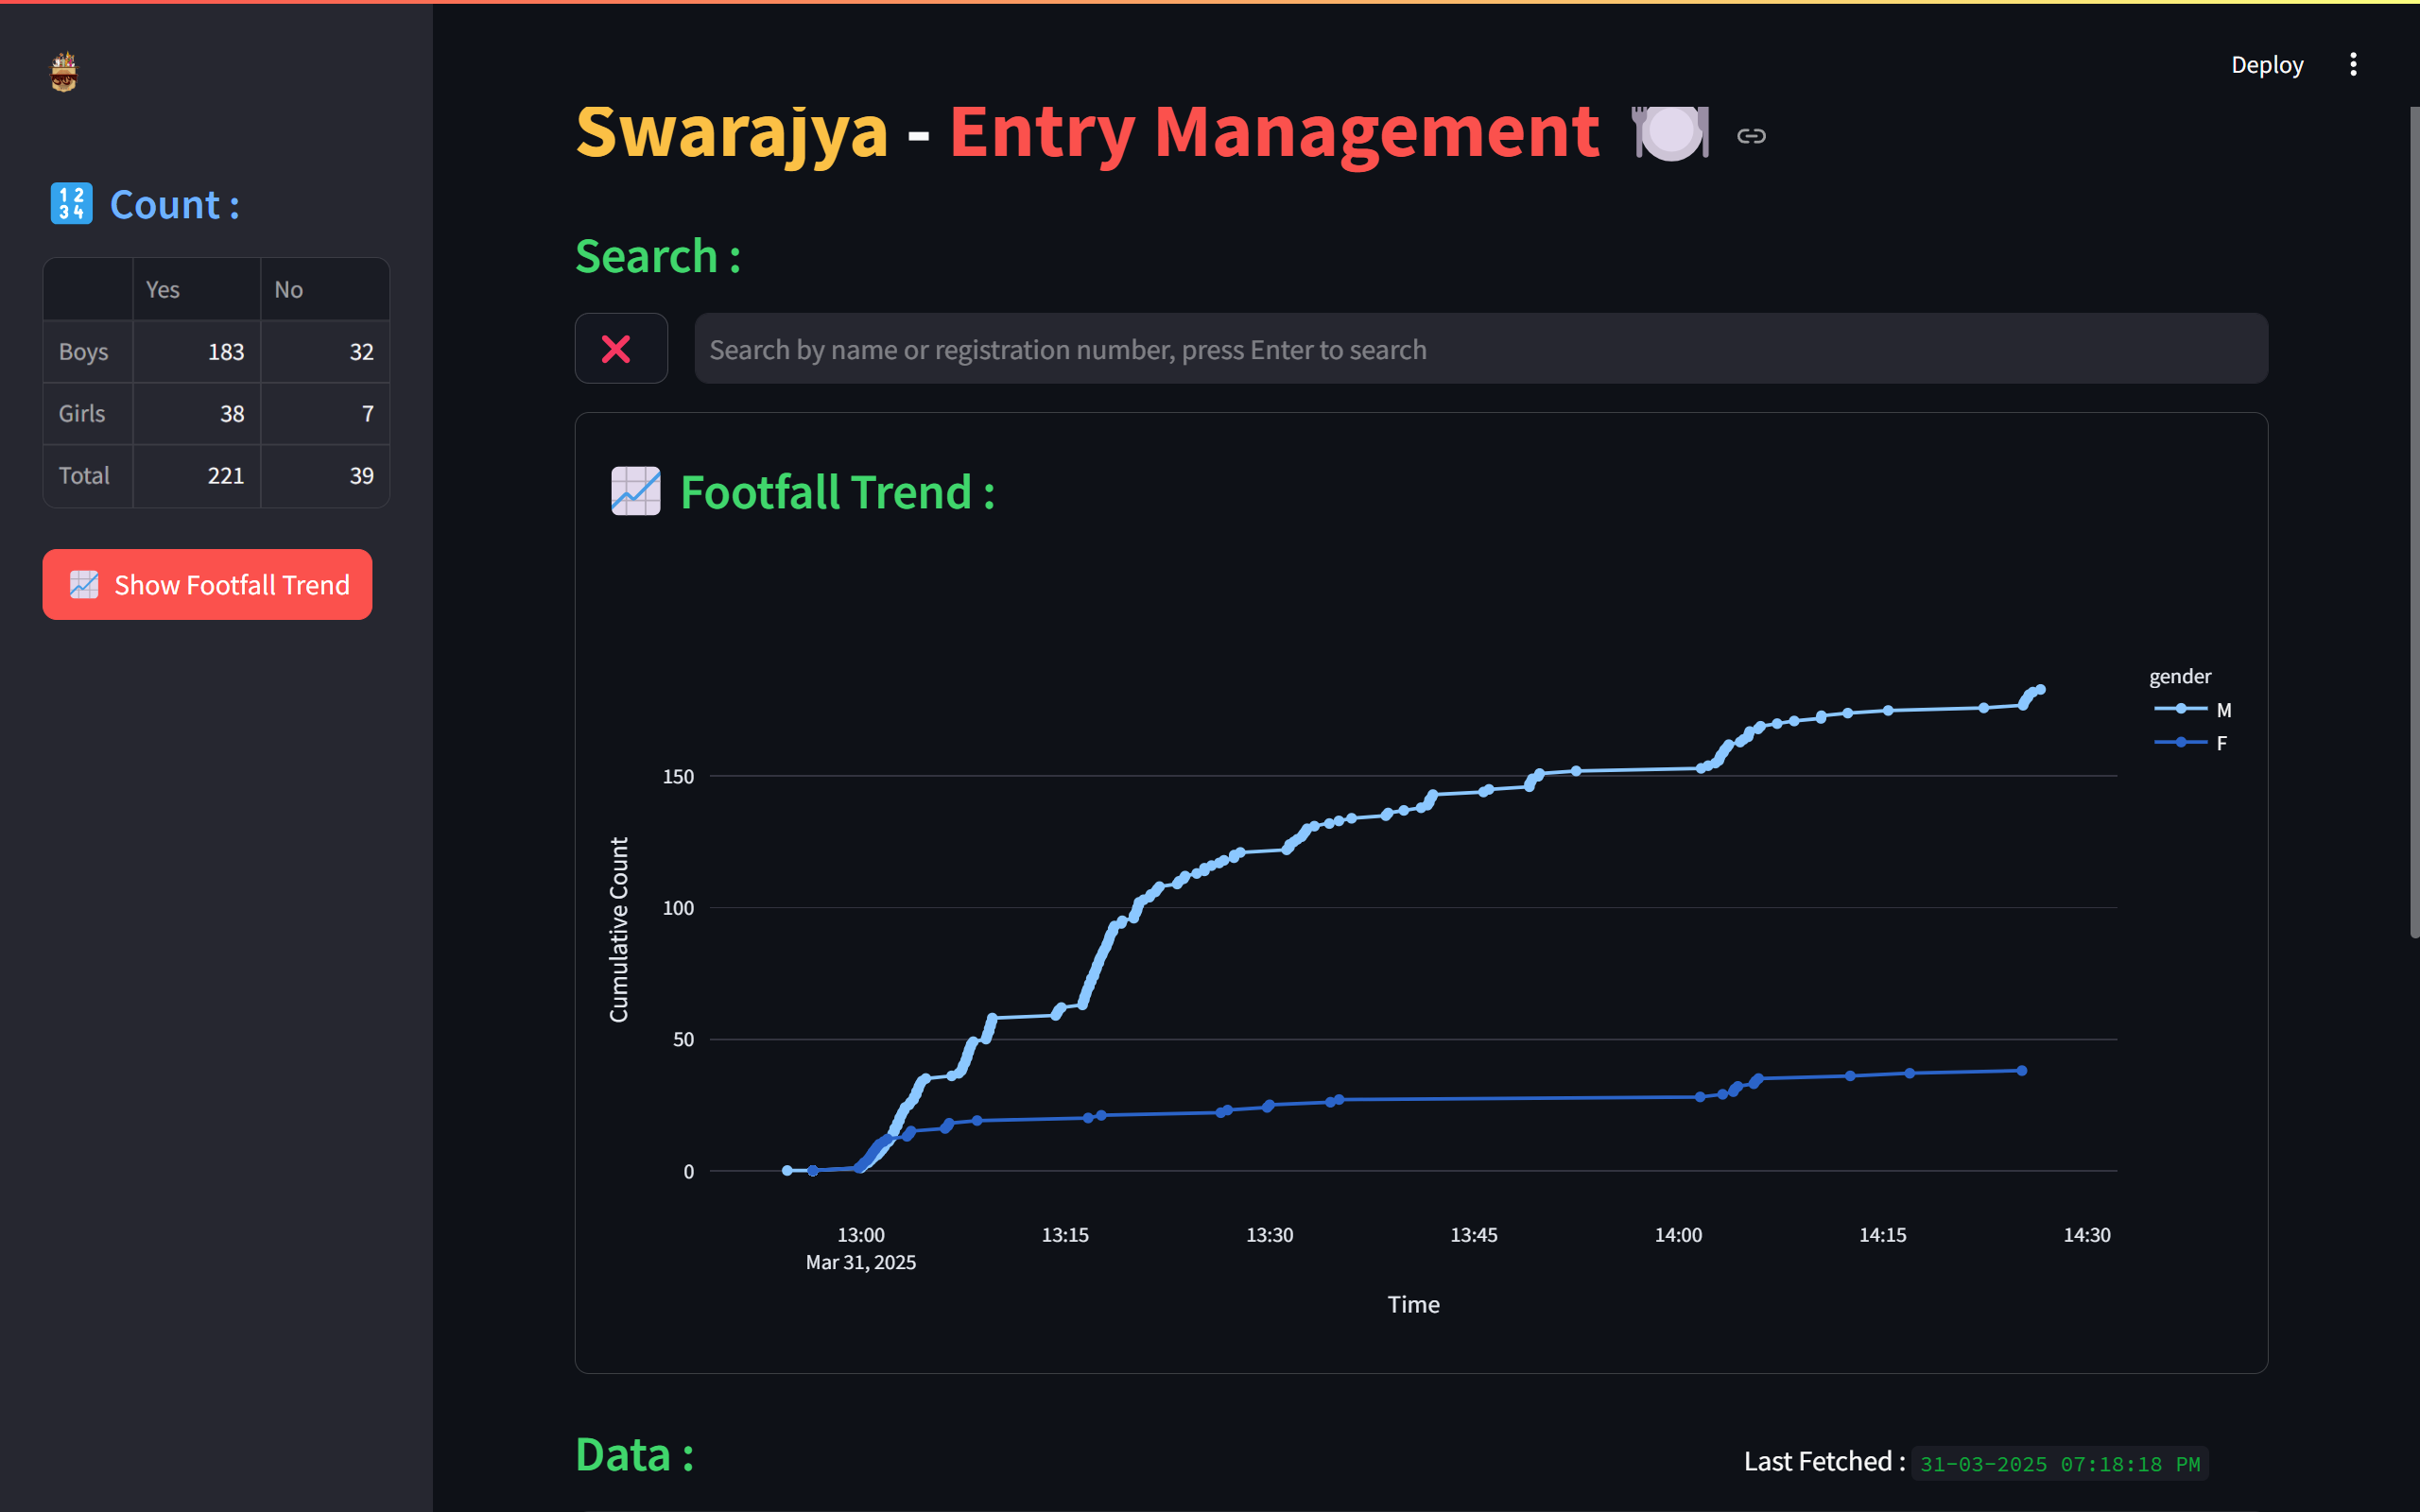 Deploy
Swarajya - Entry Management
Count :
Yes No
Boys 183 32
Girls 38 7
Total 221 39
Show Footfall Trend
Search :
Search by name or registration number, press Enter to search
Footfall Trend :
gender
M
F
Cumulative Count
150
100
50
0
13:00 13:15 13:30 13:45 14:00 14:15 14:30
Mar 31, 2025
Time
Data :
Last Fetched : 31-03-2025 07:18:18 PM